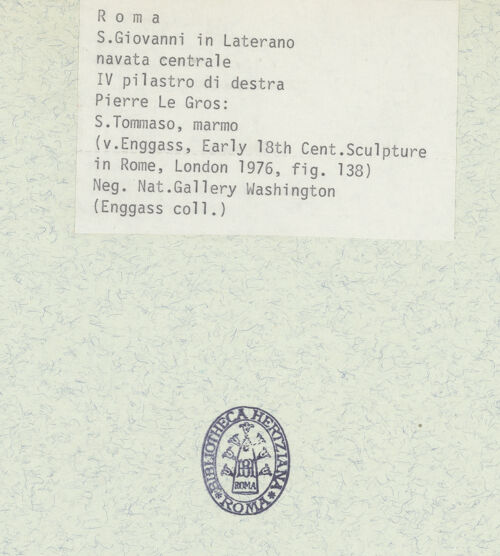 R o m a
S.Giovanni in Laterano
navata centrale
IV pilastro di destra
Pierre Le Gros:
S.Tommaso, marmo
(v.Enggass, Early 18th Cent.Sculpture
in Rome, London 1976, fig. 138)
Neg. Nat.Gallery Washington
(Enggass coll.)
BIBLIOTHECA HERTZIANA
ROMA
ROMA